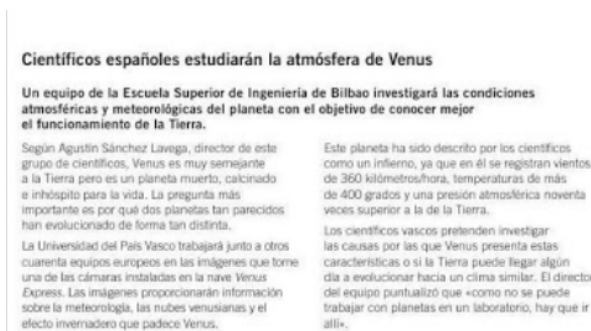 Científicos españoles estudiarán la atmósfera de Venus
Un equipo de la Escuela Superior de Ingeniería de Bilbao investigará las condiciones
atmosféricas y meteorológicas del planeta con el objetivo de conocer mejor
el funcionamiento de la Tierra.
Según Agustín Sánchez Lavega, director de este
grupo de científicos, Venus es muy semejante
a la Tierra pero es un planeta muerto, calcinado
e inhóspito para la vida. La pregunta más
importante es por qué dos planetas tan parecidos
han evolucionado de forma tan distinta.
La Universidad del País Vasco trabajará junto a otros
cuarenta equipos europeos en las imágenes que tome
una de las cámaras instaladas en la nave Venus
Express. Las imágenes proporcionarán información
sobre la meteorología, las nubes venusianas y el
efecto invernadero que padece Venus.
Este planeta ha sido descrito por los científicos
como un infierno, ya que en él se registran vientos
de 360 kilómetros/hora, temperaturas de más
de 400 grados y una presión atmosférica noventa
veces superior a la de la Tierra.
Los científicos vascos pretenden investigar
las causas por las que Venus presenta estas
características o si la Tierra puede llegar algún
día a evolucionar hacia un clima similar. El director
del equipo puntualizó que «como no se puede
trabajar con planetas en un laboratorio, hay que ir
allí».